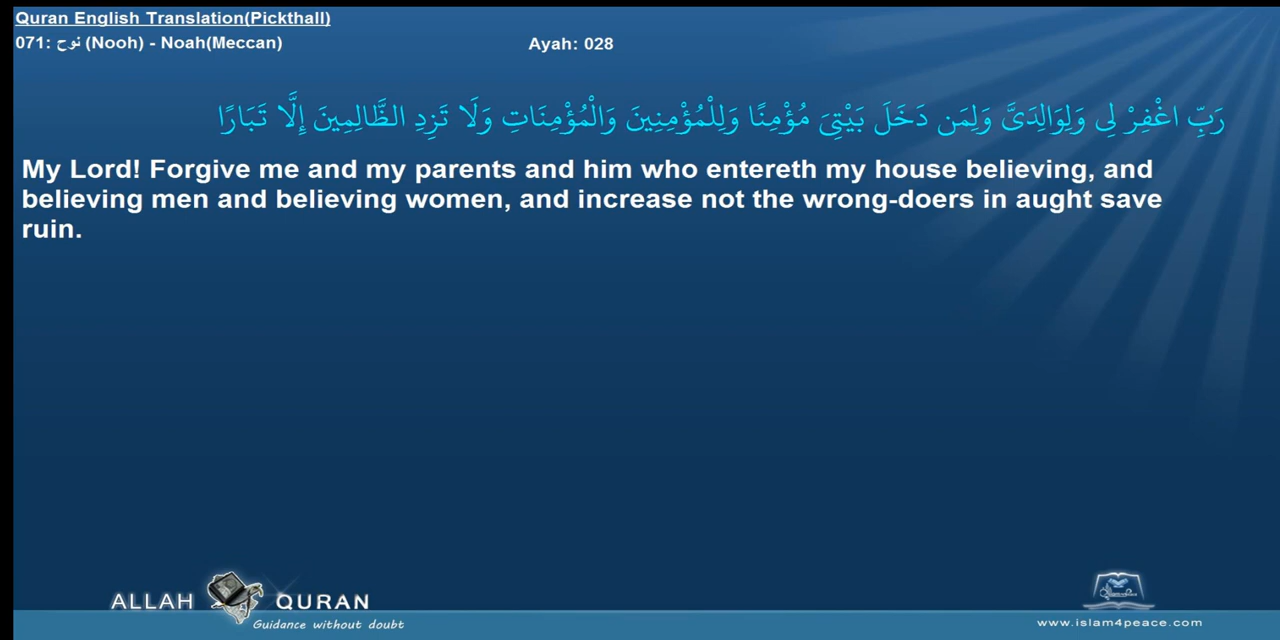 Quran English Translation(Pickthall)
071: نوح (Nooh) - Noah(Meccan) Ayah: 028
رَبِّ اغْفِرْ لِى وَلِوَالِدَىَّ وَلِمَن دَخَلَ بَيْتِىَ مُؤْمِنًا وَلِلْمُؤْمِنِينَ وَالْمُؤْمِنَاتِ وَلَا تَزِدِ الظَّالِمِينَ إِلَّا تَبَارًا
My Lord! Forgive me and my parents and him who entereth my house believing, and
believing men and believing women, and increase not the wrong-doers in aught save
ruin.
ALLAH QURAN
Guidance without doubt
www.islam4peace.com